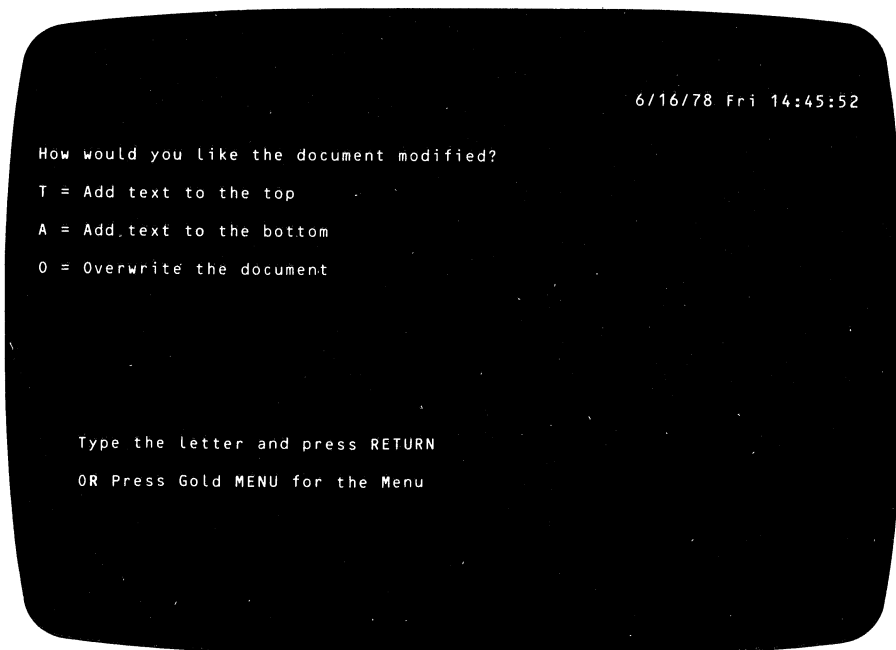 6/16/78 Fri 14:45:52
How would you like the document modified?
T = Add text to the top
A = Add text to the bottom
O = Overwrite the document
Type the letter and press RETURN
OR Press Gold MENU for the Menu